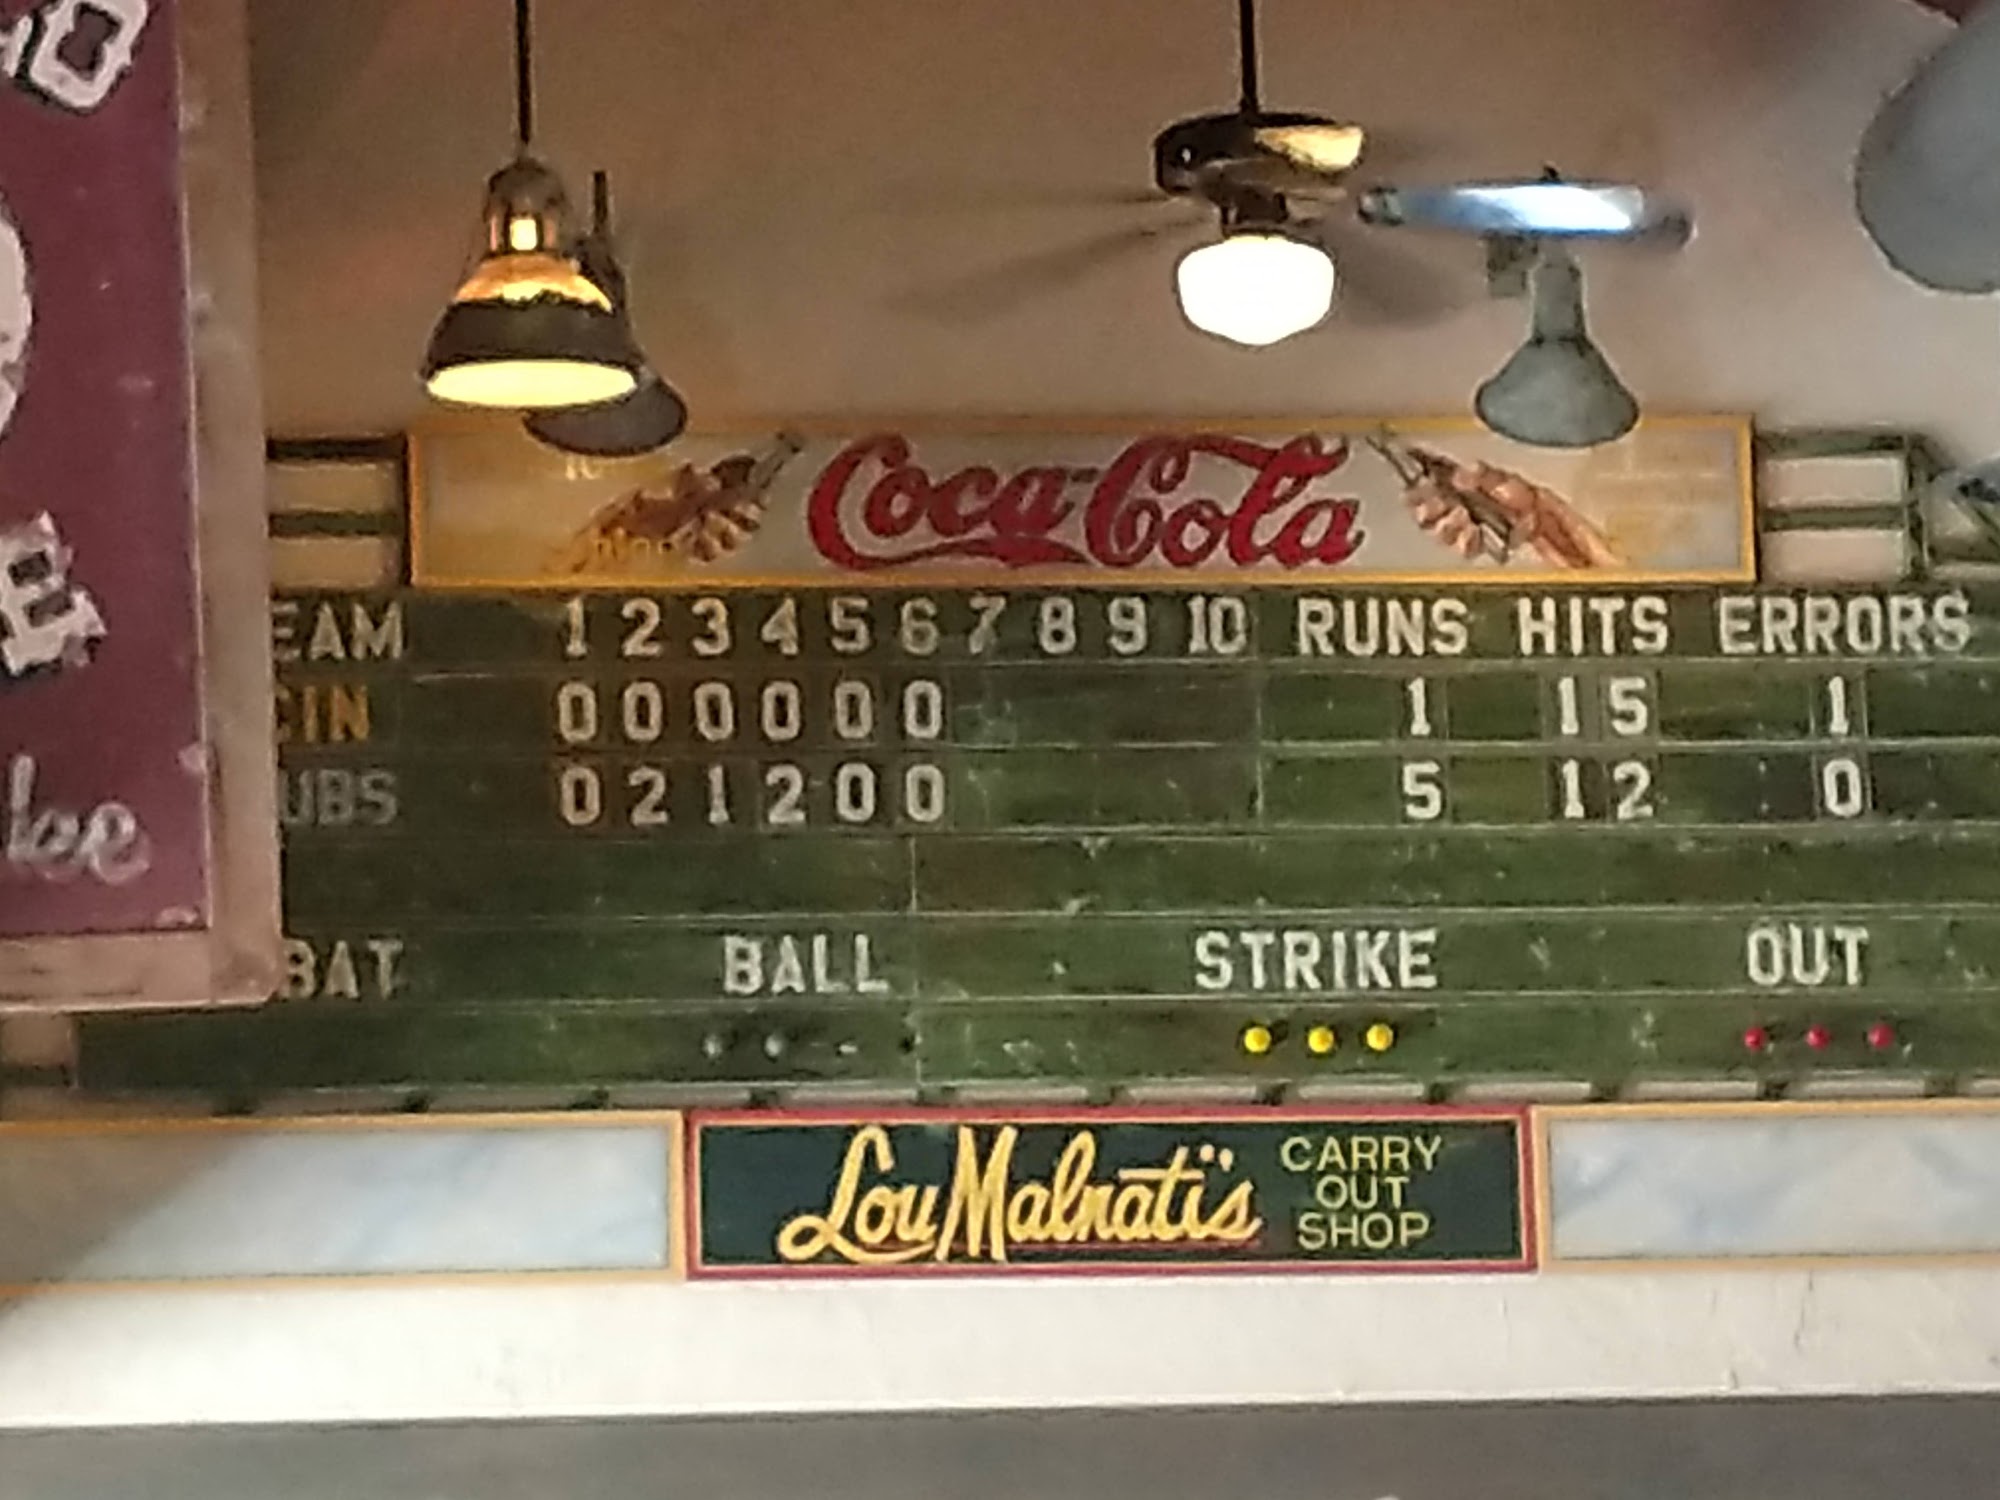 Coca-Cola
EAM 1 2 3 4 5 6 7 8 9 10 RUNS HITS ERRORS
CIN 0 0 0 0 0 0 1 15 1
UBS 0 2 1 2 0 0 5 12 0
BAT BALL STRIKE OUT
Lou Malnati's
CARRY
OUT
SHOP